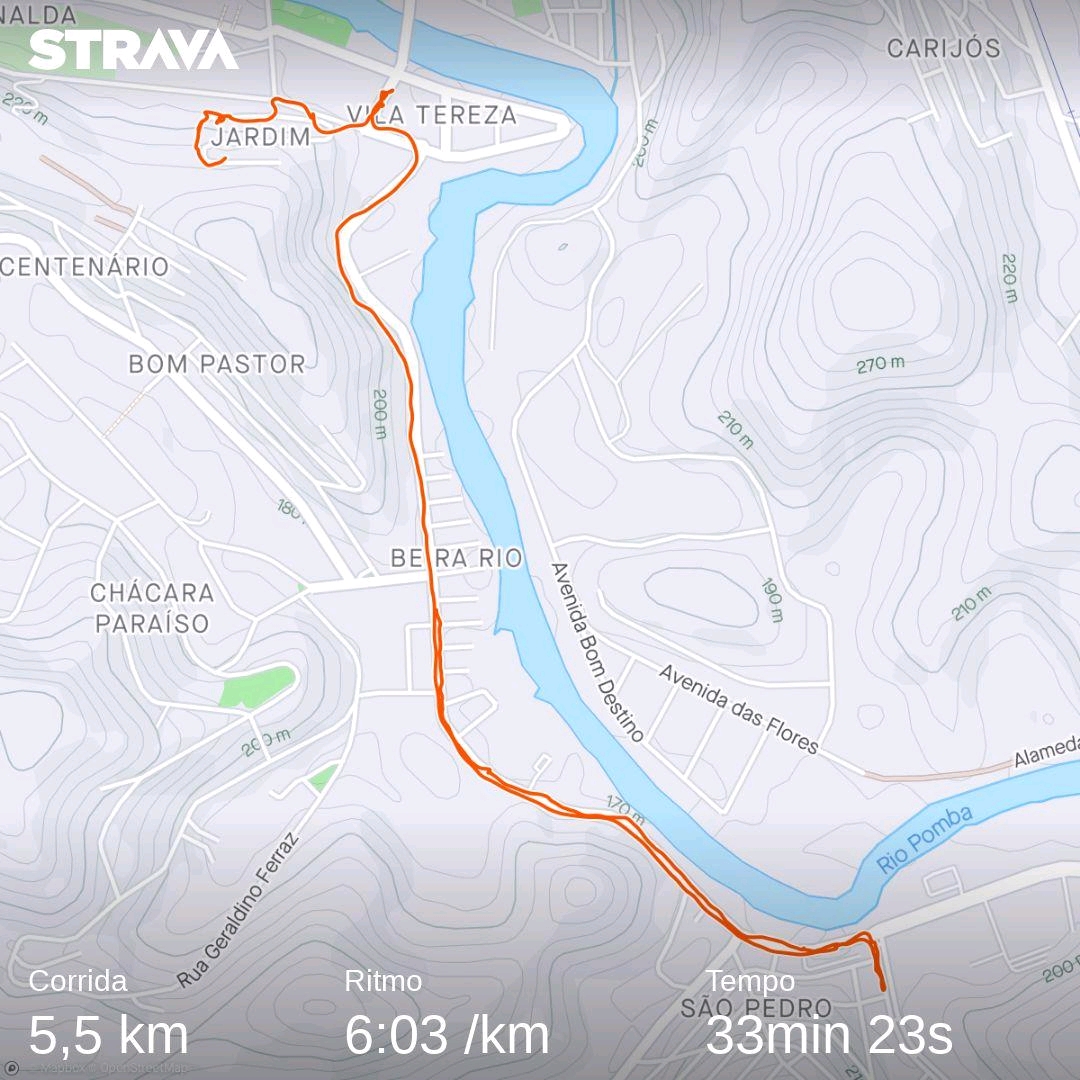 NALDA
STRAVA
CARIJÓS
220 m
VILA TEREZA
JARDIM
200 m
CENTENÁRIO
220 m
BOM PASTOR
270 m
200 m
210 m
180
BEIRA RIO
CHÁCARA
PARAÍSO
Avenida Bom Destino
190 m
210 m
Avenida das Flores
200 m
Alameda
170 m
Rio Pomba
Rua Geraldino Ferraz
200
Corrida
Ritmo
Tempo
SÃO PEDRO
5,5 km
6:03 /km
33min 23s
© Mapbox © OpenStreetMap
21